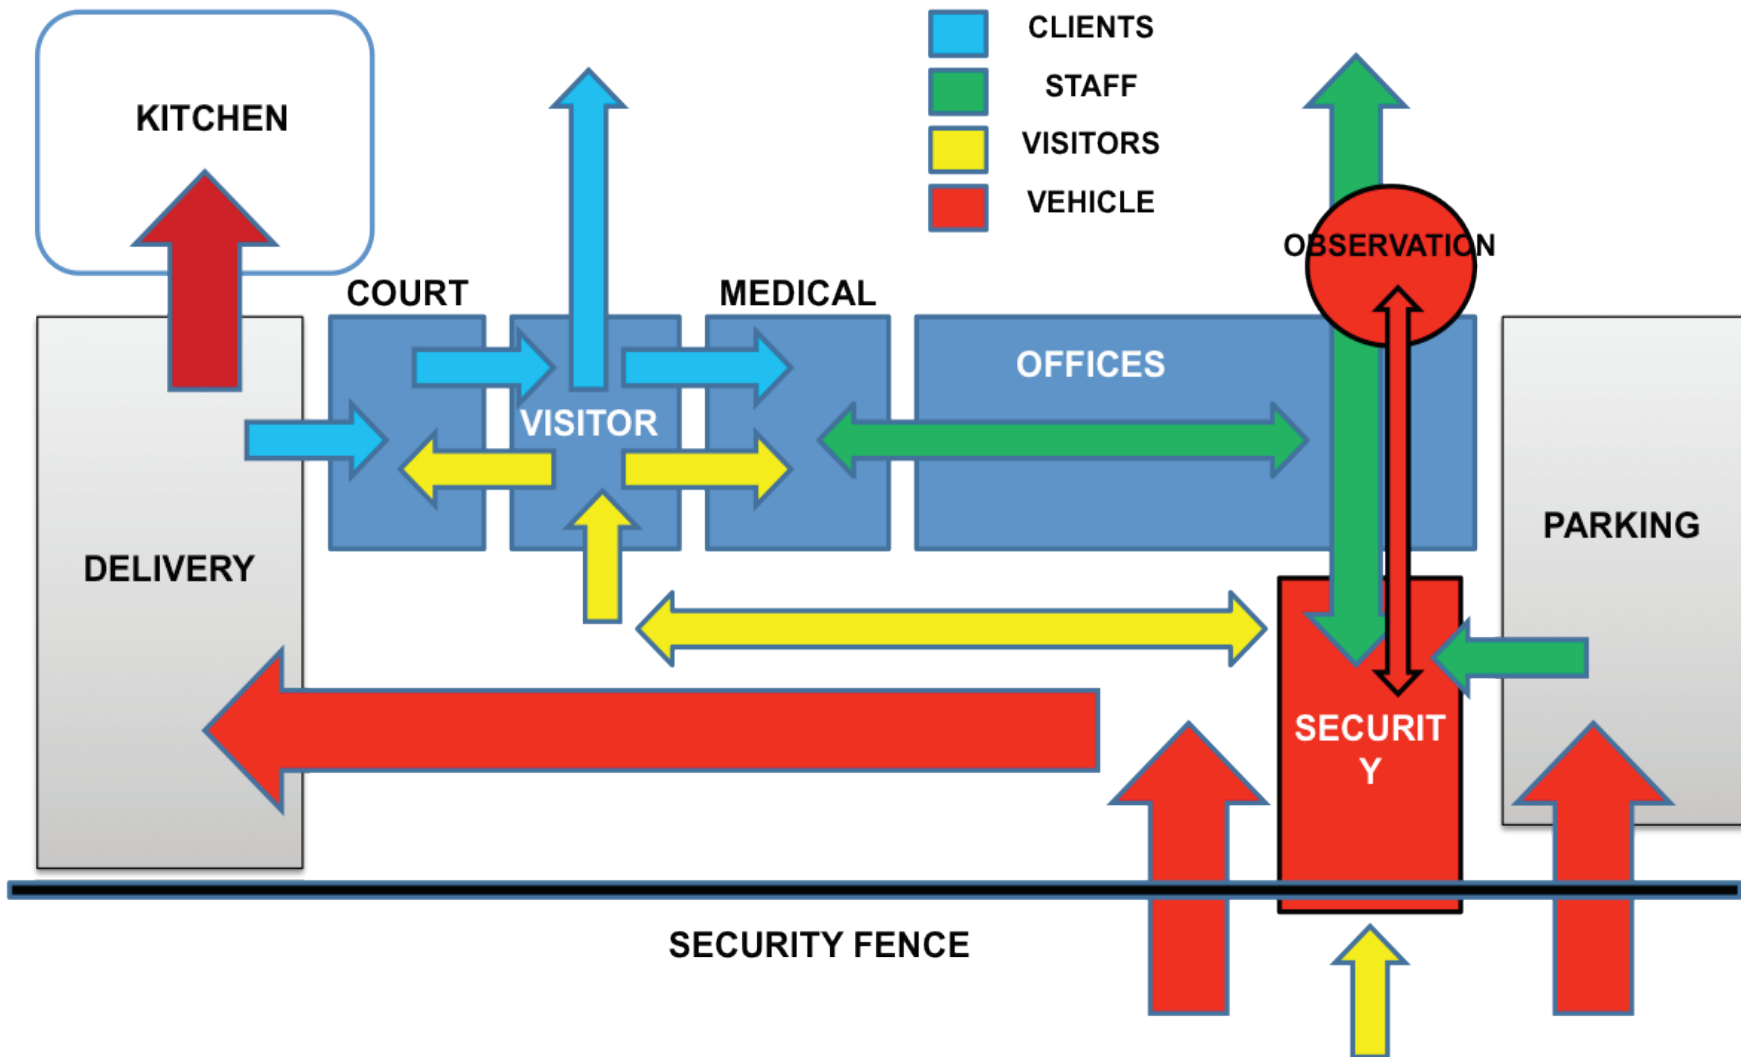 CLIENTS
STAFF
VISITORS
VEHICLE
KITCHEN
OBSERVATION
COURT
MEDICAL
OFFICES
VISITOR
PARKING
DELIVERY
SECURIT
Y
SECURITY FENCE